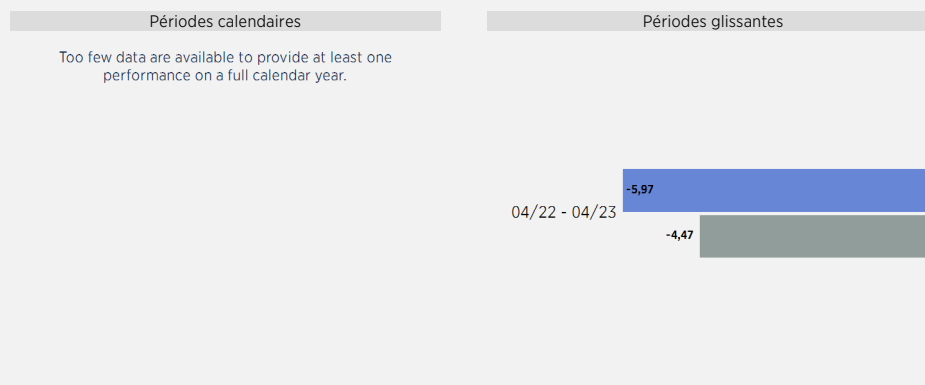 Périodes calendaires
Too few data are available to provide at least one
performance on a full calendar year.
Périodes glissantes
-5,97
04/22 - 04/23
-4,47